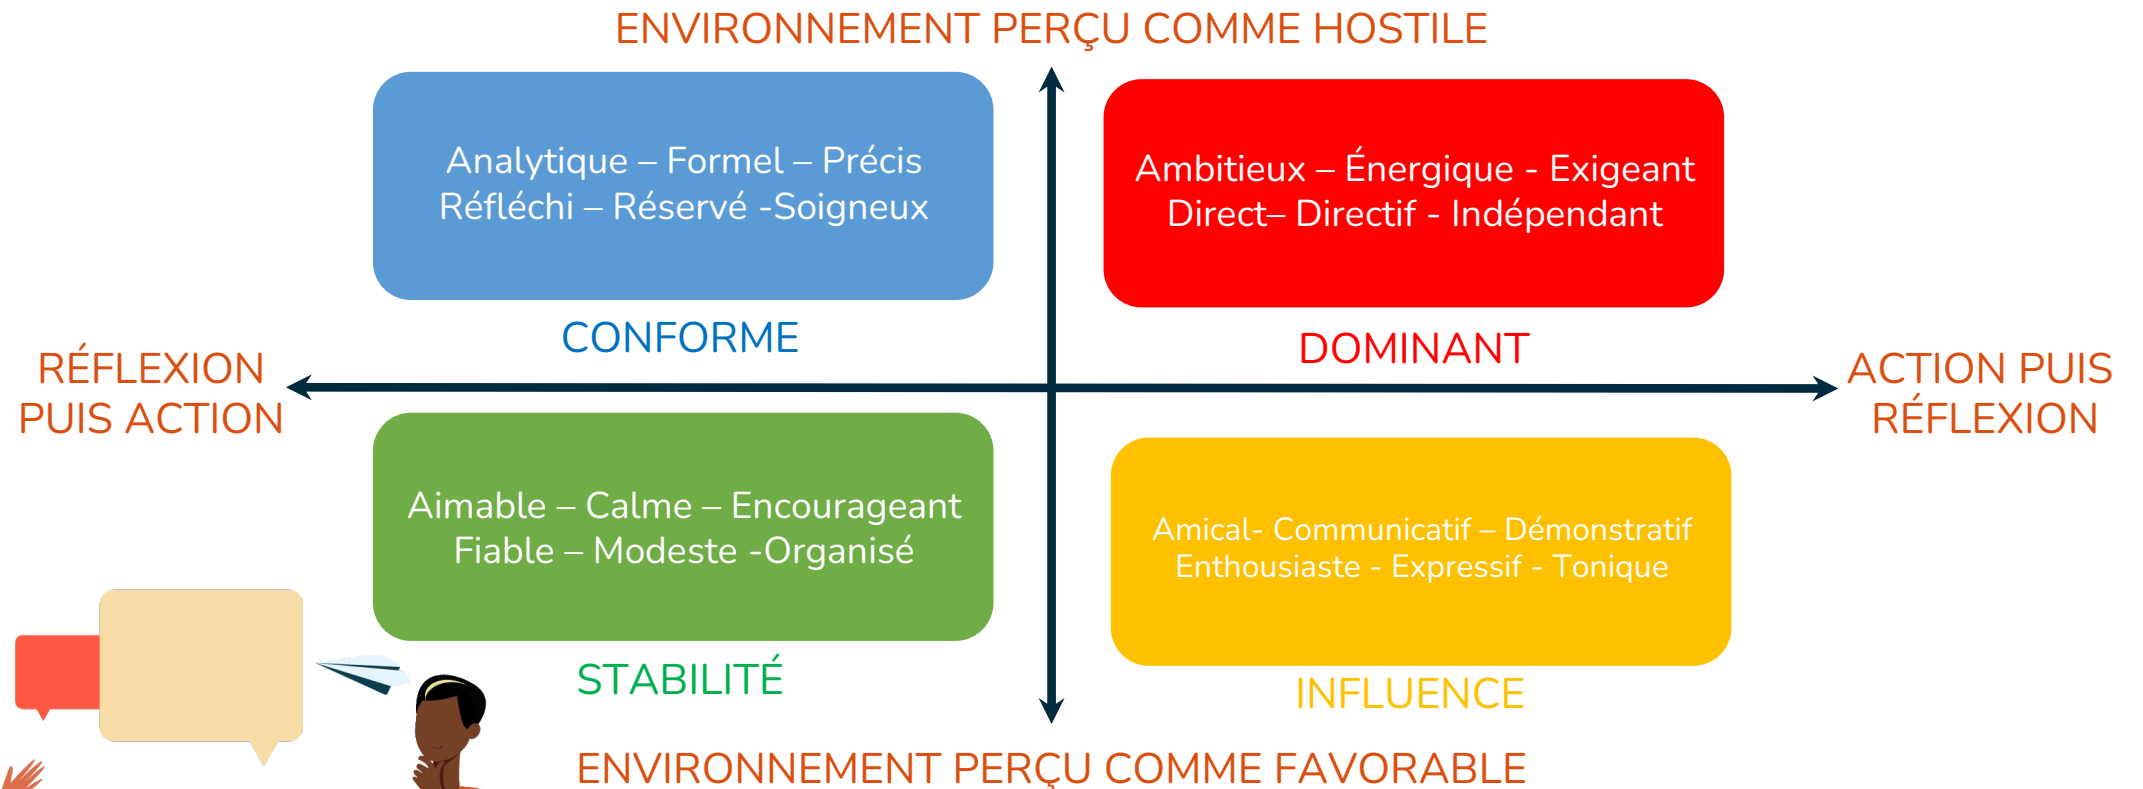 ENVIRONNEMENT PERÇU COMME HOSTILE
Analytique – Formel – Précis
Réfléchi – Réservé -Soigneux
Ambitieux – Énergique - Exigeant
Direct– Directif - Indépendant
CONFORME
DOMINANT
RÉFLEXION
PUIS ACTION
ACTION PUIS
RÉFLEXION
Aimable – Calme – Encourageant
Fiable – Modeste -Organisé
Amical- Communicatif – Démonstratif
Enthousiaste - Expressif - Tonique
STABILITÉ
INFLUENCE
ENVIRONNEMENT PERÇU COMME FAVORABLE